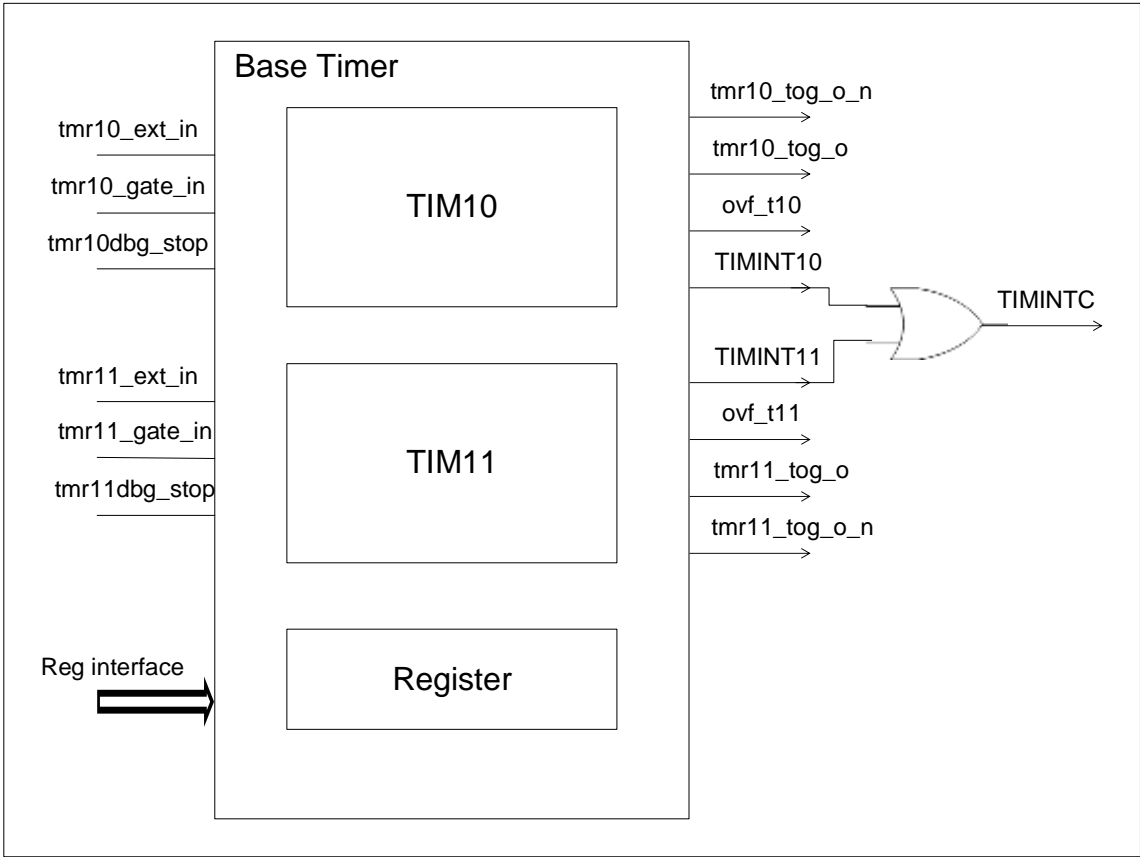 Base Timer
tmr10_ext_in
tmr10_gate_in
tmr10dbg_stop
TIM10
tmr11_ext_in
tmr11_gate_in
tmr11dbg_stop
TIM11
Reg interface
Register
tmr10_tog_o_n
tmr10_tog_o
ovf_t10
TIMINT10
TIMINTC
TIMINT11
ovf_t11
tmr11_tog_o
tmr11_tog_o_n